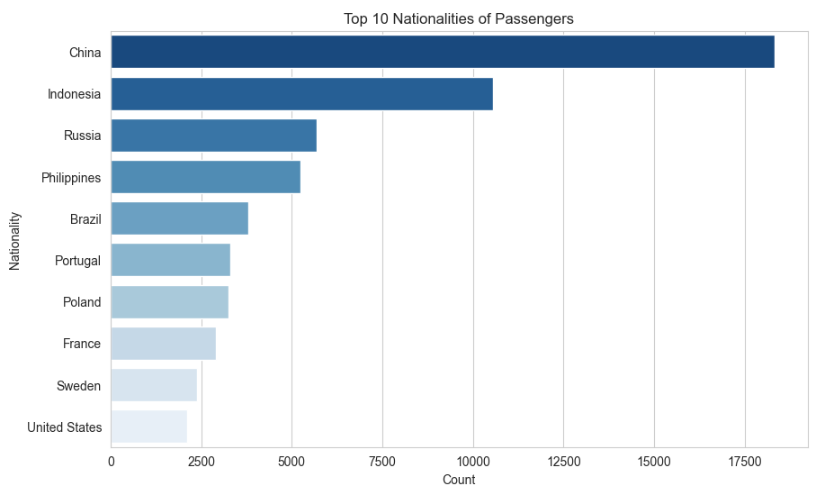 Top 10 Nationalities of Passengers
China
Indonesia
Russia
Philippines
Brazil
Portugal
Poland
France
Sweden
United States
Nationality
0 2500 5000 7500 10000 12500 15000 17500
Count